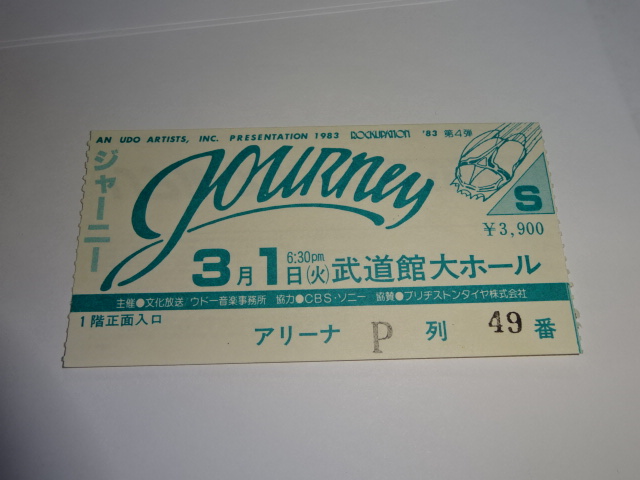 AN UDO ARTISTS, INC. PRESENTATION 1983 ROCKUPATION '83 第4弾
ジャーニー
Journey
S
¥3,900
3月1日(火) 6:30pm 武道館大ホール
主催●文化放送 ウドー音楽事務所 協力●CBS・ソニー 協賛●ブリヂストンタイヤ株式会社
1階正面入口
アリーナ P 列 49 番